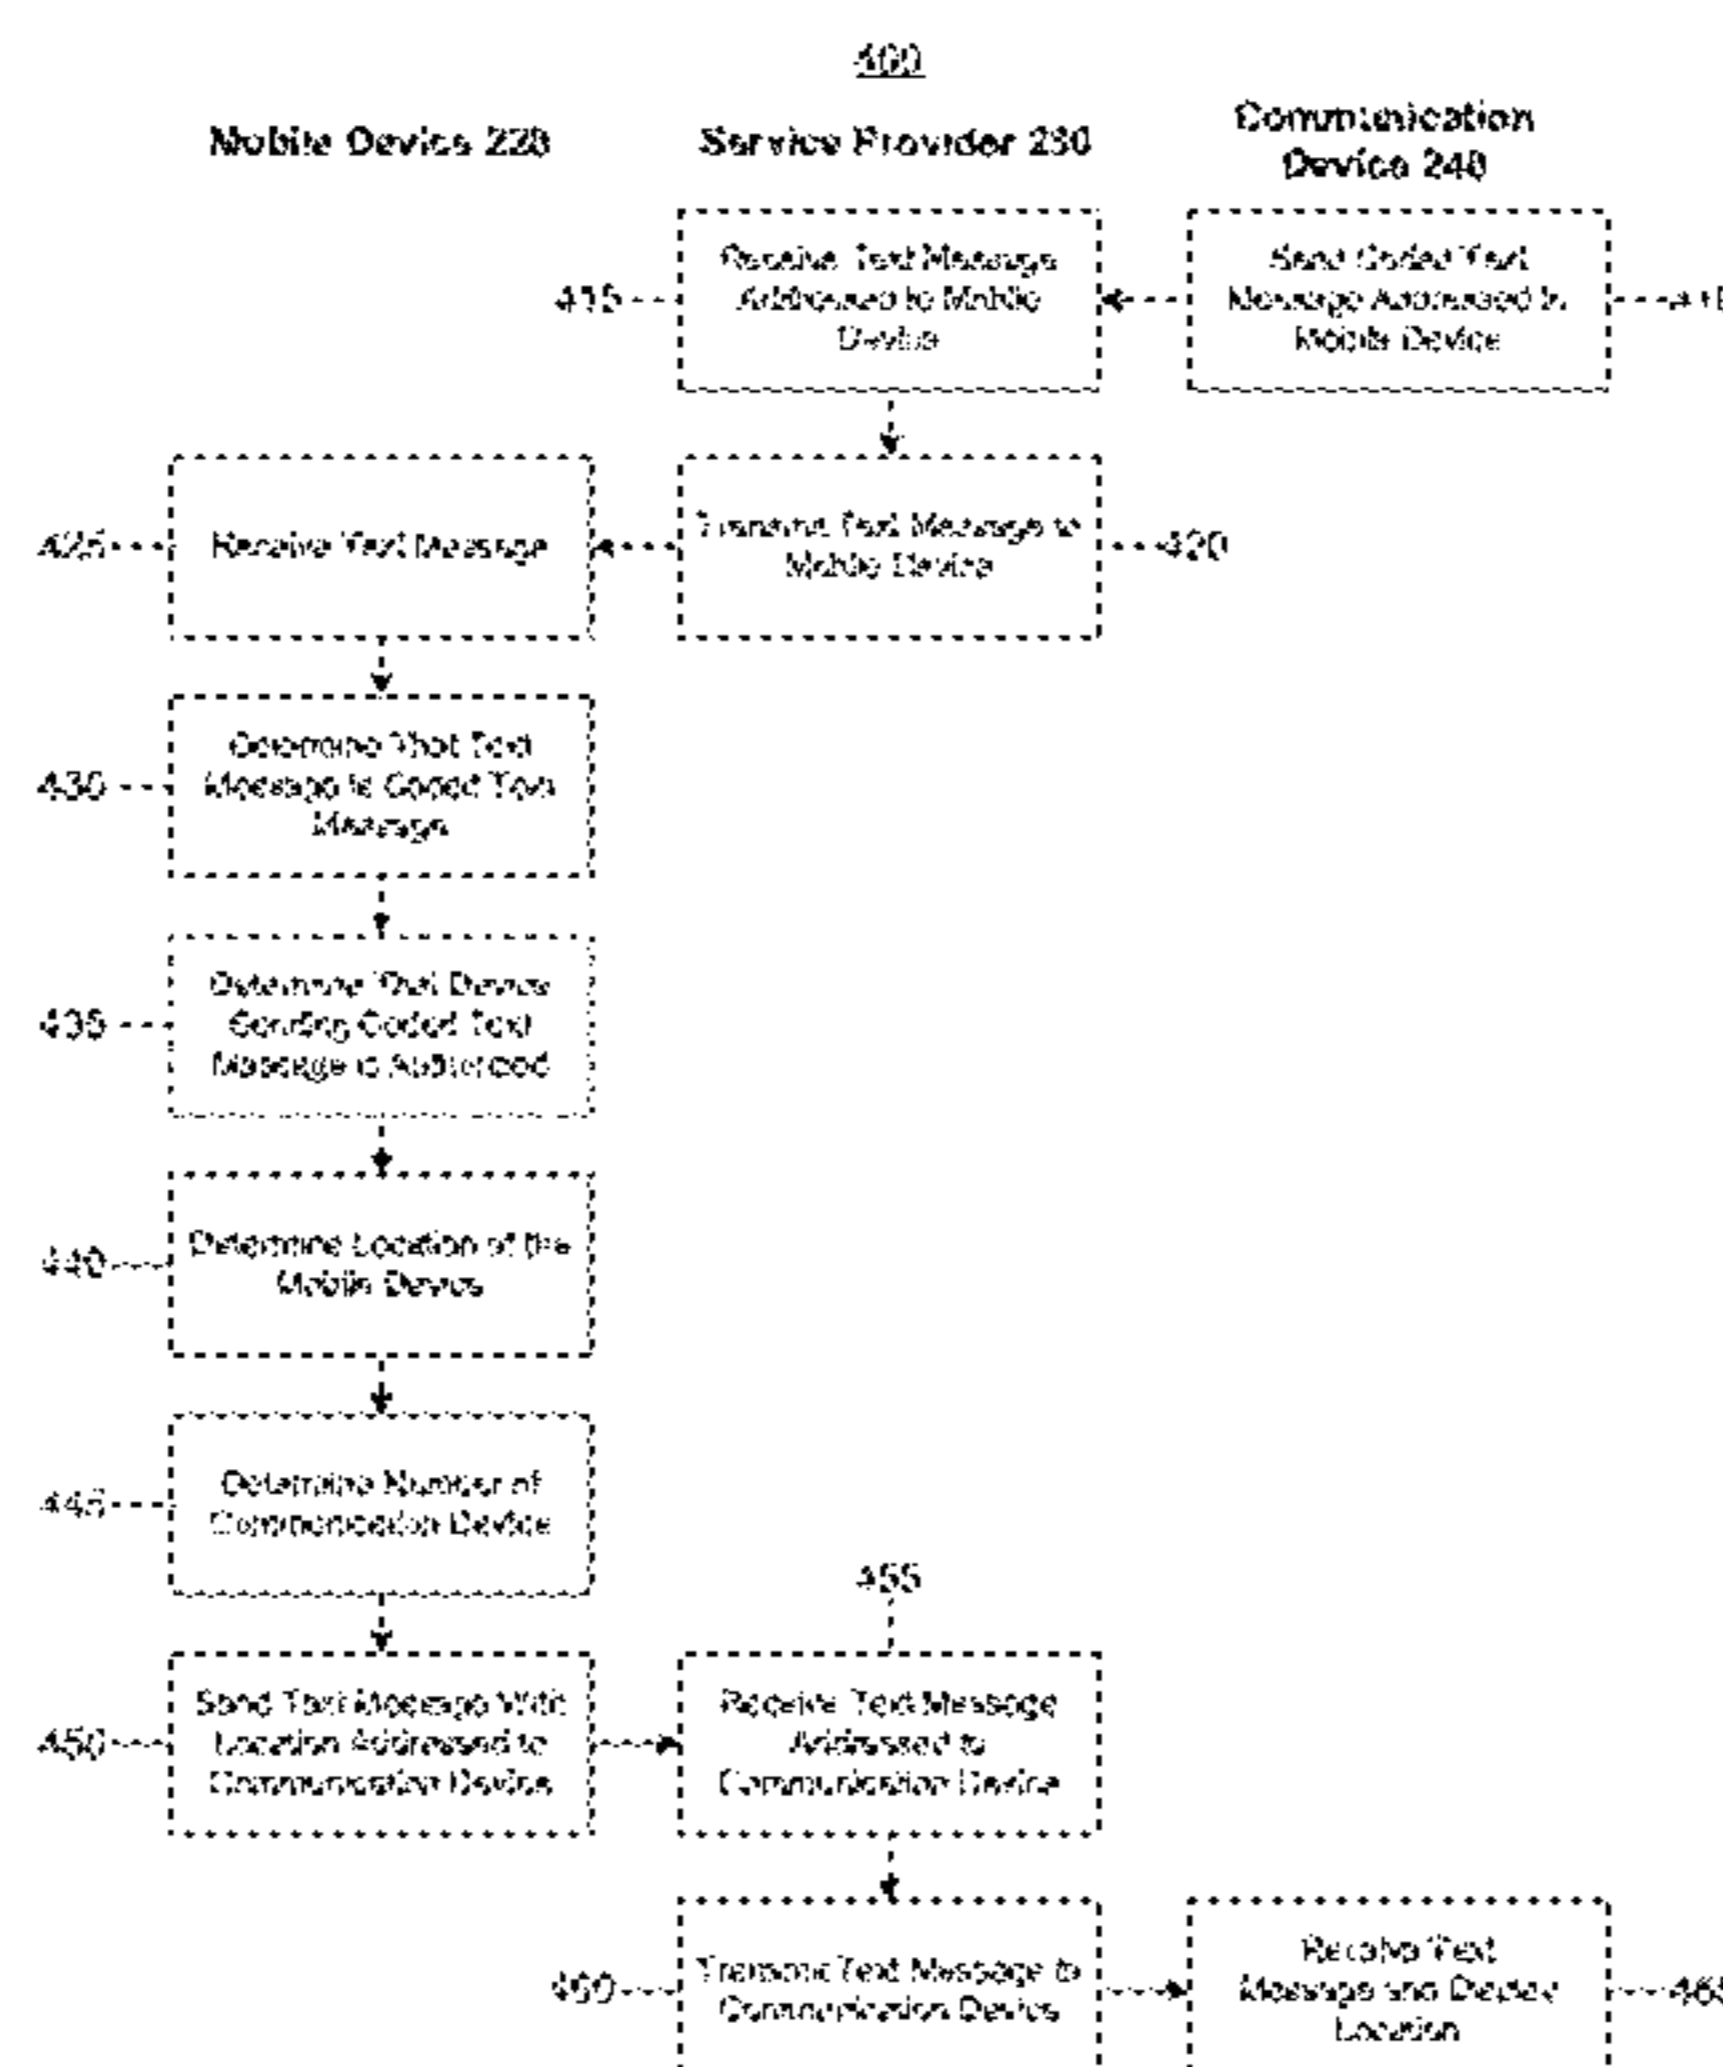 400
Mobile Device 220
Service Provider 230
Communication
Device 240
Receive Text Message
Addressed to Mobile
Device
415
Send Coded Text
Message Addressed to
Mobile Device
Receive Text Message
425
Transmit Text Message to
Mobile Device
420
Determine That Text
Message is Coded Text
Message
430
Determine That Device
Sending Coded Text
Message is Authorized
435
Determine Location of the
Mobile Device
440
Determine Number of
Communication Device
445
455
Send Text Message With
Location Addressed to
Communication Device
450
Receive Text Message
Addressed to
Communication Device
Transmit Text Message to
Communication Device
460
Receive Text
Message and Display
Location